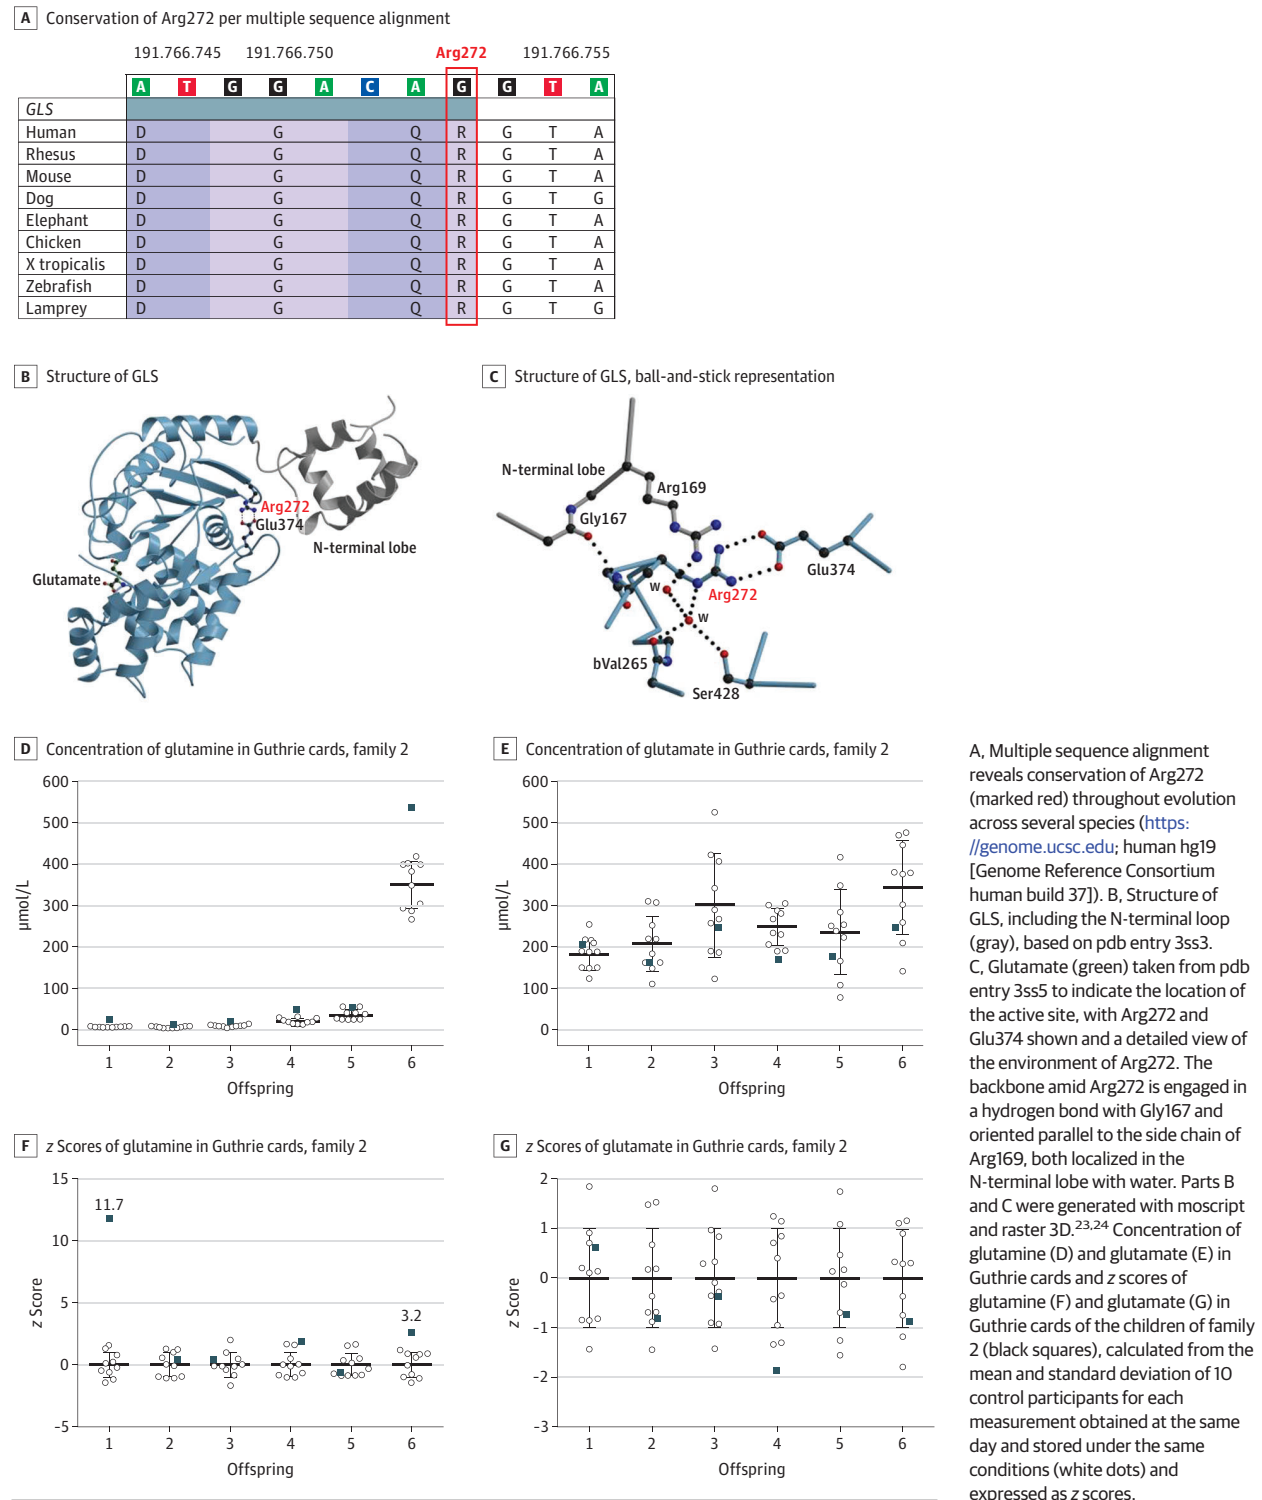 A Conservation of Arg272 per multiple sequence alignment
191.766.745 191.766.750 Arg272 191.766.755
A T G G A C A G G T A
GLS
Human D G Q R G T A
Rhesus D G Q R G T A
Mouse D G Q R G T A
Dog D G Q R G T G
Elephant D G Q R G T A
Chicken D G Q R G T A
X tropicalis D G Q R G T A
Zebrafish D G Q R G T A
Lamprey D G Q R G T G
B Structure of GLS
Arg272
Glu374
N-terminal lobe
Glutamate
C Structure of GLS, ball-and-stick representation
N-terminal lobe
Arg169
Gly167
Glu374
W
Arg272
W
bVal265
Ser428
D Concentration of glutamine in Guthrie cards, family 2
600
500
400
300
200
100
0
µmol/L
1 2 3 4 5 6
Offspring
E Concentration of glutamate in Guthrie cards, family 2
600
500
400
300
200
100
0
µmol/L
1 2 3 4 5 6
Offspring
F z Scores of glutamine in Guthrie cards, family 2
15
10
5
0
-5
z Score
11.7
3.2
1 2 3 4 5 6
Offspring
G z Scores of glutamate in Guthrie cards, family 2
2
1
0
-1
-2
-3
z Score
1 2 3 4 5 6
Offspring
A, Multiple sequence alignment
reveals conservation of Arg272
(marked red) throughout evolution
across several species (https:
//genome.ucsc.edu; human hg19
[Genome Reference Consortium
human build 37]). B, Structure of
GLS, including the N-terminal loop
(gray), based on pdb entry 3ss3.
C, Glutamate (green) taken from pdb
entry 3ss5 to indicate the location of
the active site, with Arg272 and
Glu374 shown and a detailed view of
the environment of Arg272. The
backbone amid Arg272 is engaged in
a hydrogen bond with Gly167 and
oriented parallel to the side chain of
Arg169, both localized in the
N-terminal lobe with water. Parts B
and C were generated with moscript
and raster 3D.23,24 Concentration of
glutamine (D) and glutamate (E) in
Guthrie cards and z scores of
glutamine (F) and glutamate (G) in
Guthrie cards of the children of family
2 (black squares), calculated from the
mean and standard deviation of 10
control participants for each
measurement obtained at the same
day and stored under the same
conditions (white dots) and
expressed as z scores.